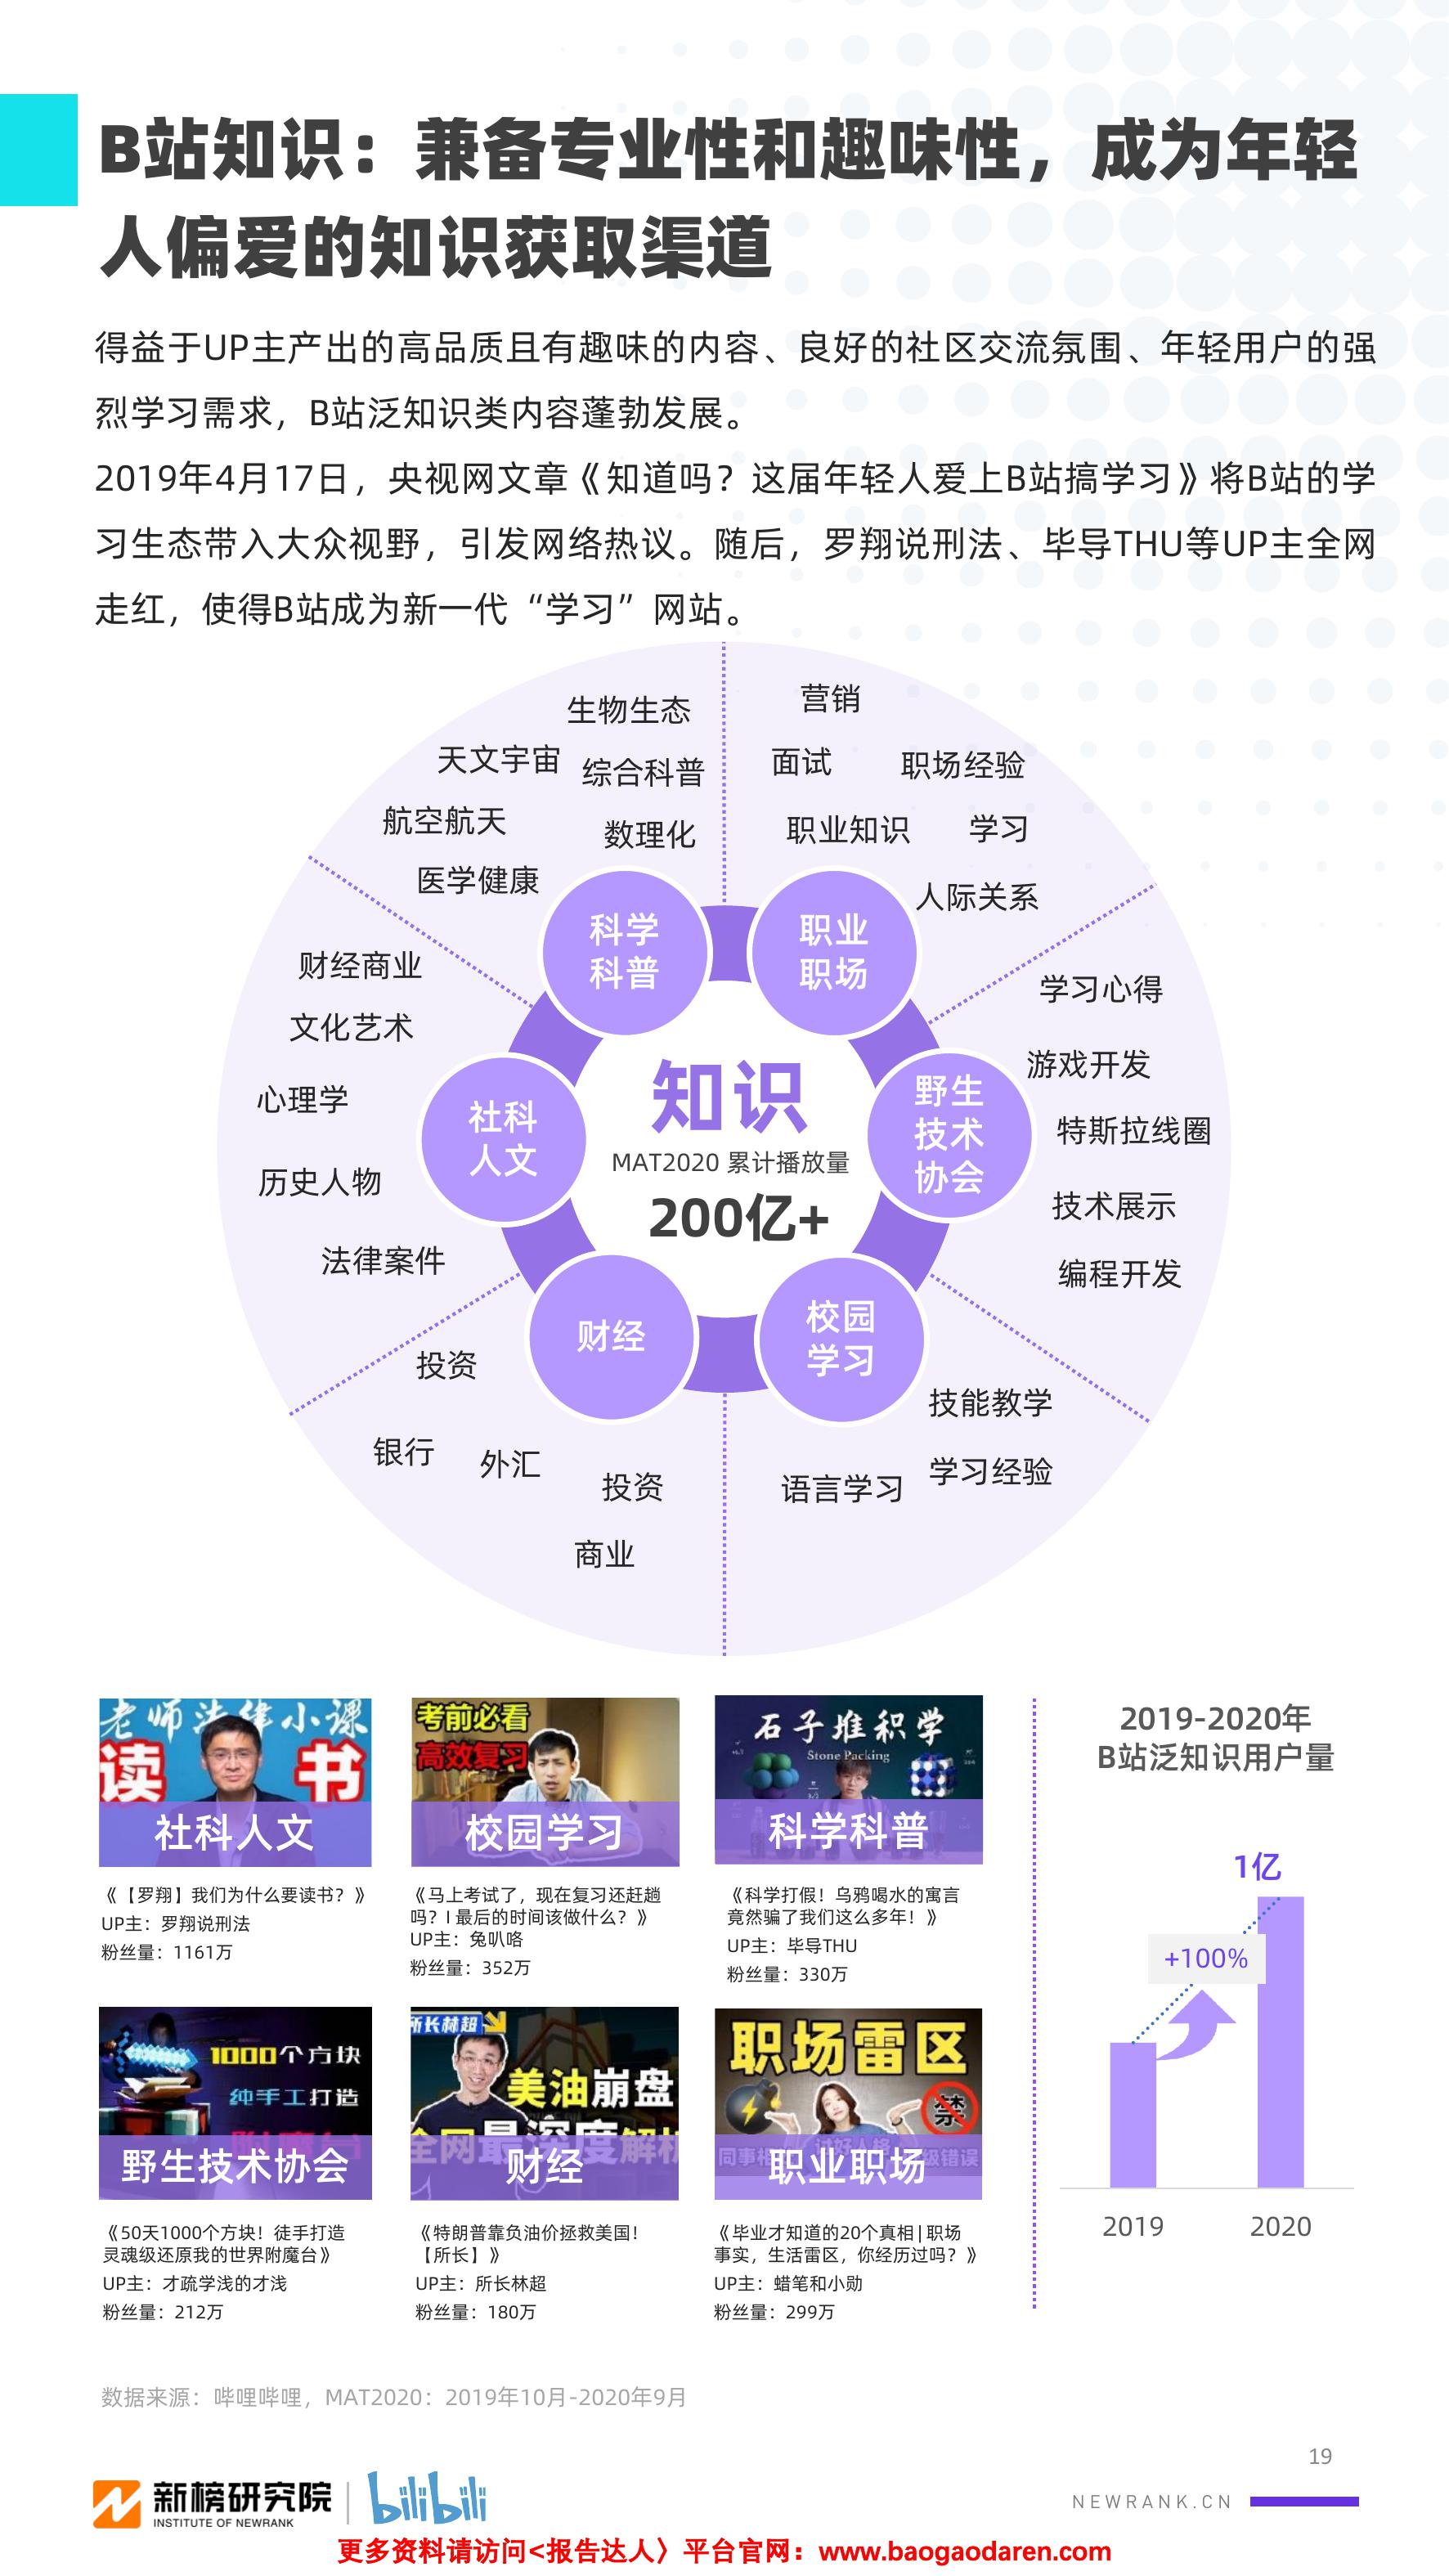 B站知识：兼备专业性和趣味性，成为年轻
人偏爱的知识获取渠道
得益于UP主产出的高品质且有趣味的内容、良好的社区交流氛围、年轻用户的强
烈学习需求，B站泛知识类内容蓬勃发展。
2019年4月17日，央视网文章《知道吗？这届年轻人爱上B站搞学习》将B站的学
习生态带入大众视野，引发网络热议。随后，罗翔说刑法、毕导THU等UP主全网
走红，使得B站成为新一代“学习”网站。
生物生态
天文宇宙
综合科普
航空航天
数理化
医学健康
科学
科普
营销
面试
职场经验
职业知识
学习
人际关系
职业
职场
财经商业
文化艺术
心理学
历史人物
法律案件
社科
人文
学习心得
游戏开发
特斯拉线圈
技术展示
编程开发
野生
技术
协会
知识
MAT2020 累计播放量
200亿+
财经
投资
银行
外汇
投资
商业
校园
学习
技能教学
学习经验
语言学习
老师法律小课
读 书
社科人文
《【罗翔】我们为什么要读书？》
UP主：罗翔说刑法
粉丝量：1161万
考前必看
高效复习
校园学习
《马上考试了，现在复习还赶趟
吗？I 最后的时间该做什么？》
UP主：兔叭咯
粉丝量：352万
石子堆积学
Stone Packing
科学科普
《科学打假！乌鸦喝水的寓言
竟然骗了我们这么多年！》
UP主：毕导THU
粉丝量：330万
1000个方块
纯手工打造
野生技术协会
《50天1000个方块！徒手打造
灵魂级还原我的世界附魔台》
UP主：才疏学浅的才浅
粉丝量：212万
所长林超
美油崩盘
全网最深度解析
财经
《特朗普靠负油价拯救美国！
【所长】》
UP主：所长林超
粉丝量：180万
职场雷区
禁
职业职场
《毕业才知道的20个真相|职场
事实，生活雷区，你经历过吗？》
UP主：蜡笔和小勋
粉丝量：299万
2019-2020年
B站泛知识用户量
1亿
+100%
2019
2020
数据来源：哔哩哔哩，MAT2020：2019年10月-2020年9月
19
新榜研究院
INSTITUTE OF NEWRANK
bilibili
NEWRANK.CN
更多资料请访问<报告达人〉平台官网：www.baogaodaren.com